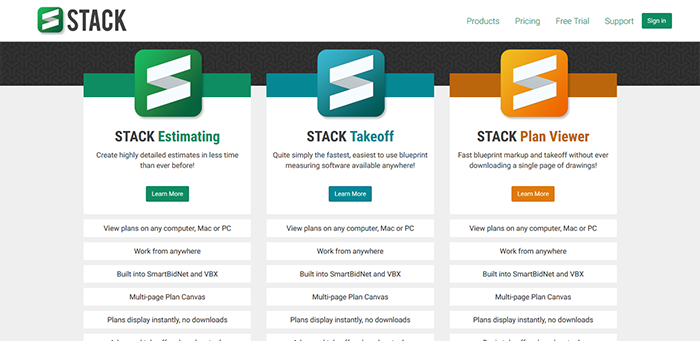 STACK
Products Pricing Free Trial Support Sign in
STACK Estimating
Create highly detailed estimates in less time
than ever before!
Learn More
View plans on any computer, Mac or PC
Work from anywhere
Built into SmartBidNet and VBX
Multi-page Plan Canvas
Plans display instantly, no downloads
STACK Takeoff
Quite simply the fastest, easiest to use blueprint
measuring software available anywhere!
Learn More
View plans on any computer, Mac or PC
Work from anywhere
Built into SmartBidNet and VBX
Multi-page Plan Canvas
Plans display instantly, no downloads
STACK Plan Viewer
Fast blueprint markup and takeoff without ever
downloading a single page of drawings!
Learn More
View plans on any computer, Mac or PC
Work from anywhere
Built into SmartBidNet and VBX
Multi-page Plan Canvas
Plans display instantly, no downloads